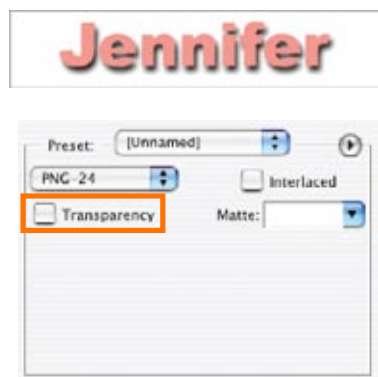 Jennifer
Preset: [Unnamed]
PNG-24 Interlaced
Transparency Matte: